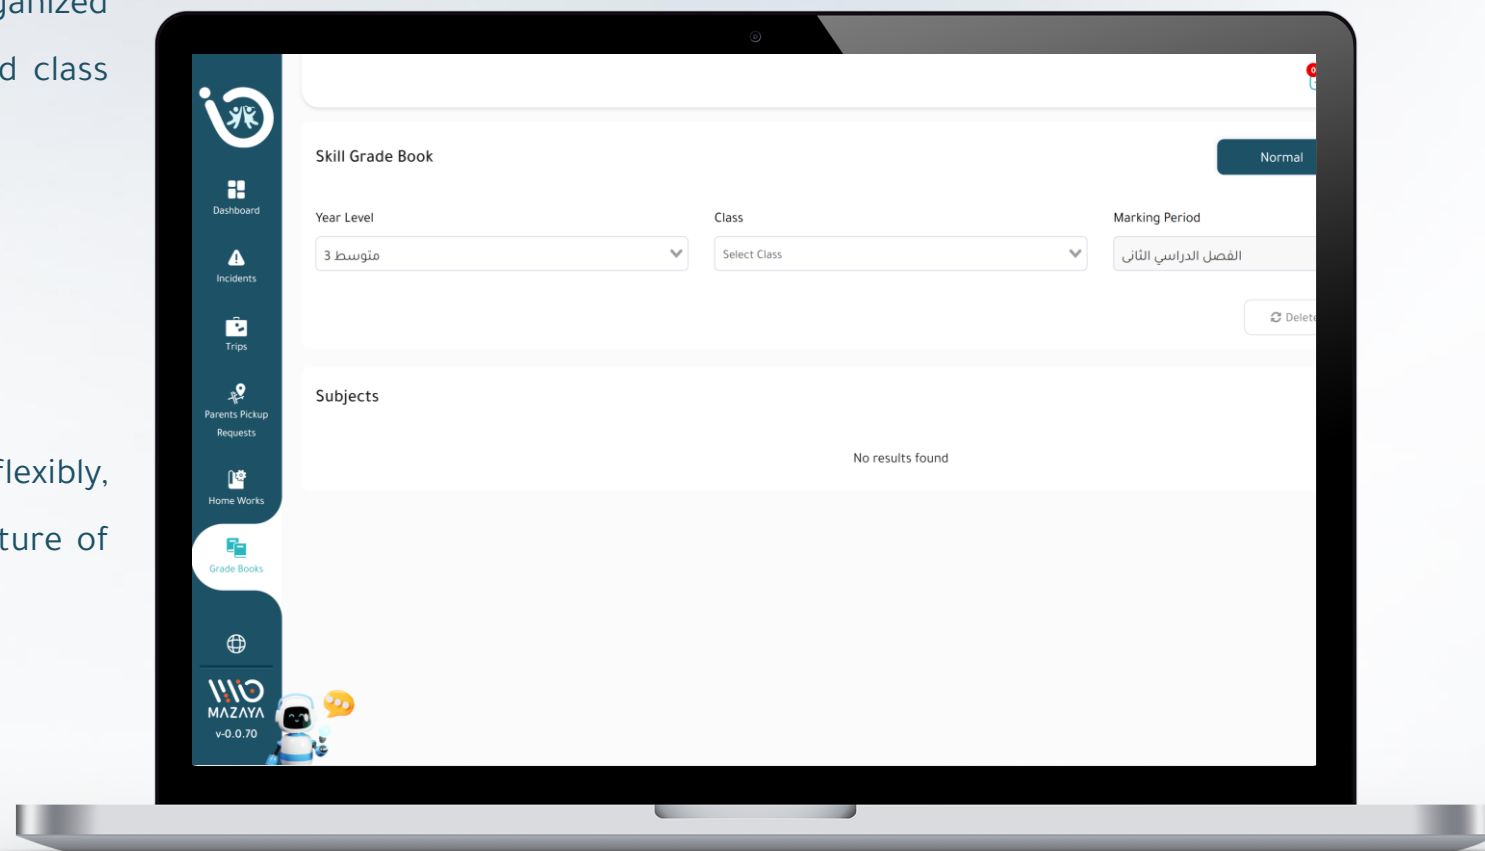 ganized
d class
flexibly,
ture of
Dashboard
Incidents
Trips
Parents Pickup
Requests
Home Works
Grade Books
MAZAYA
v-0.0.70
Skill Grade Book
Normal
Year Level
Class
Marking Period
متوسط 3
Select Class
الفصل الدراسي الثانى
Delete
Subjects
No results found